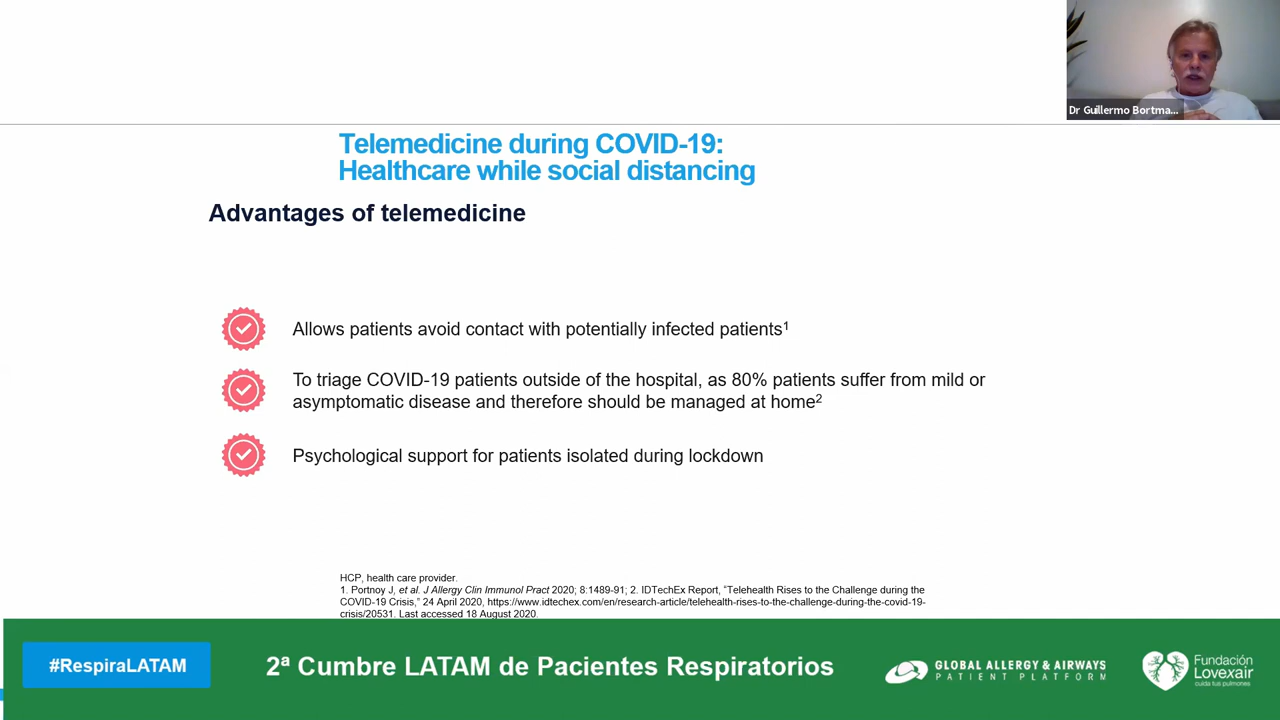 Dr Guillermo Bortma...
Telemedicine during COVID-19:
Healthcare while social distancing
Advantages of telemedicine
Allows patients avoid contact with potentially infected patients¹
To triage COVID-19 patients outside of the hospital, as 80% patients suffer from mild or
asymptomatic disease and therefore should be managed at home²
Psychological support for patients isolated during lockdown
HCP, health care provider.
1. Portnoy J, et al. J Allergy Clin Immunol Pract 2020; 8:1489-91; 2. IDTechEx Report, “Telehealth Rises to the Challenge during the
COVID-19 Crisis,” 24 April 2020, https://www.idtechex.com/en/research-article/telehealth-rises-to-the-challenge-during-the-covid-19-
crisis/20531. Last accessed 18 August 2020.
#RespiraLATAM
2ª Cumbre LATAM de Pacientes Respiratorios
GLOBAL ALLERGY & AIRWAYS
PATIENT PLATFORM
Fundación
Lovexair
cuida tus pulmones